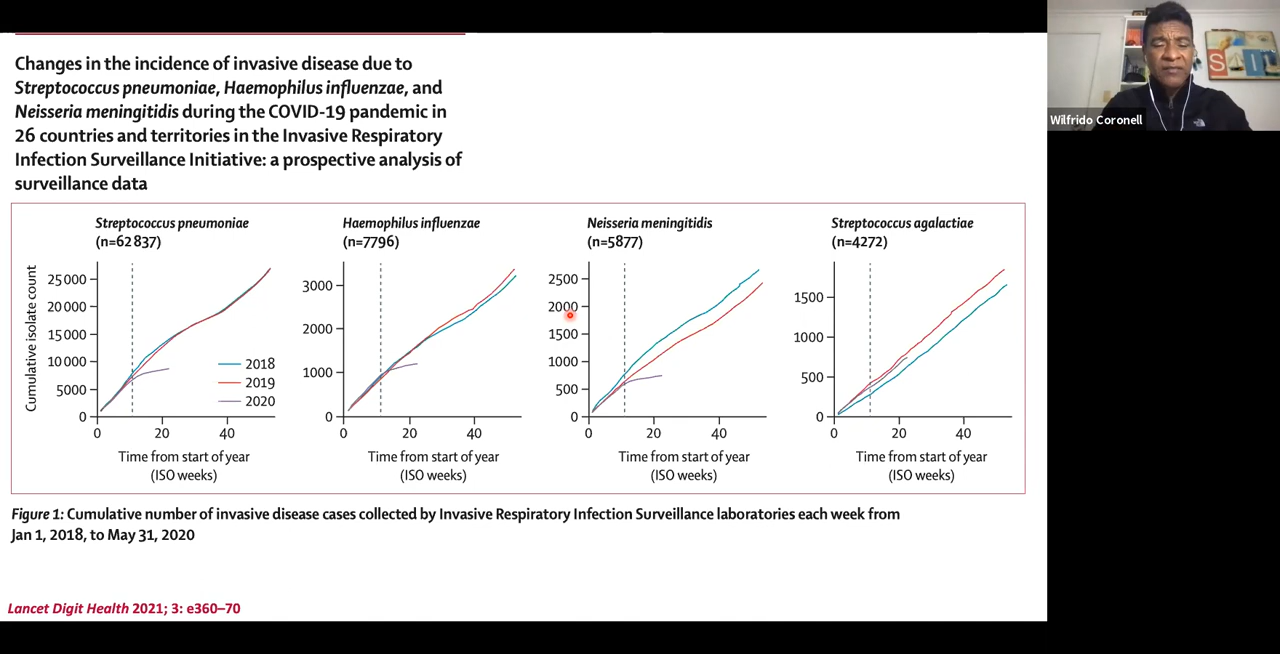 Changes in the incidence of invasive disease due to
Streptococcus pneumoniae, Haemophilus influenzae, and
Neisseria meningitidis during the COVID-19 pandemic in
26 countries and territories in the Invasive Respiratory
Infection Surveillance Initiative: a prospective analysis of
surveillance data
Wilfrido Coronell
Streptococcus pneumoniae
(n=62 837)
Cumulative isolate count
25 000
20 000
15 000
10 000
5000
0
0 20 40
2018
2019
2020
Time from start of year
(ISO weeks)
Haemophilus influenzae
(n=7796)
3000
2000
1000
0
0 20 40
Time from start of year
(ISO weeks)
Neisseria meningitidis
(n=5877)
2500
2000
1500
1000
500
0
0 20 40
Time from start of year
(ISO weeks)
Streptococcus agalactiae
(n=4272)
1500
1000
500
0
0 20 40
Time from start of year
(ISO weeks)
Figure 1: Cumulative number of invasive disease cases collected by Invasive Respiratory Infection Surveillance laboratories each week from
Jan 1, 2018, to May 31, 2020
Lancet Digit Health 2021; 3: e360–70